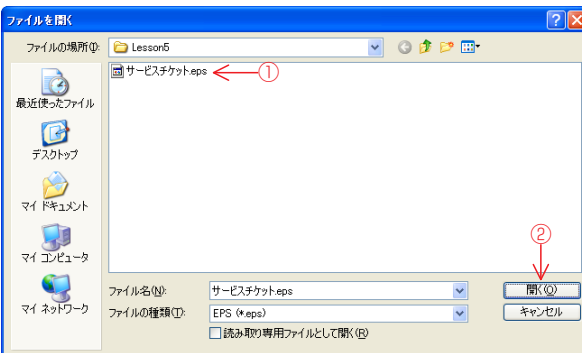 ファイルを開く
ファイルの場所(I): Lesson5
サービスチケット.eps ①
最近使ったファイル
デスクトップ
マイ ドキュメント
マイ コンピュータ
マイ ネットワーク
②
ファイル名(N): サービスチケット.eps 開く(O)
ファイルの種類(T): EPS (*.eps) キャンセル
読み取り専用ファイルとして開く(R)